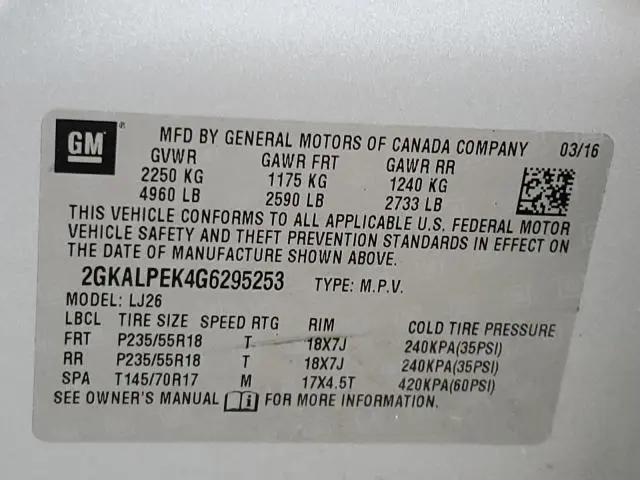 GM ® MFD BY GENERAL MOTORS OF CANADA COMPANY 03/16
GVWR GAWR FRT GAWR RR
2250 KG 1175 KG 1240 KG
4960 LB 2590 LB 2733 LB
THIS VEHICLE CONFORMS TO ALL APPLICABLE U.S. FEDERAL MOTOR
VEHICLE SAFETY AND THEFT PREVENTION STANDARDS IN EFFECT ON
THE DATE OF MANUFACTURE SHOWN ABOVE.
2GKALPEK4G6295253 TYPE: M.P.V.
MODEL: LJ26
LBCL TIRE SIZE SPEED RTG RIM COLD TIRE PRESSURE
FRT P235/55R18 T 18X7J 240KPA(35PSI)
RR P235/55R18 T 18X7J 240KPA(35PSI)
SPA T145/70R17 M 17X4.5T 420KPA(60PSI)
SEE OWNER'S MANUAL i FOR MORE INFORMATION.